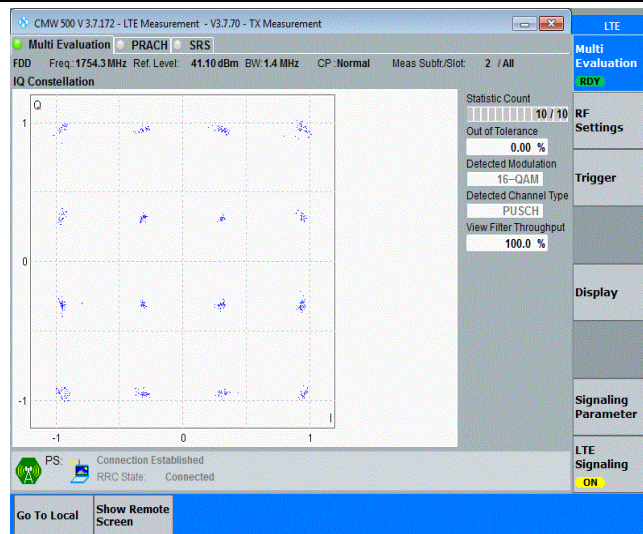 CMW 500 V 3.7.172 - LTE Measurement - V3.7.70 - TX Measurement
LTE
Multi Evaluation PRACH SRS
Multi
Evaluation
RDY
FDD Freq.:1754.3 MHz Ref. Level: 41.10 dBm BW:1.4 MHz CP :Normal Meas Subfr./Slot: 2 / All
IQ Constellation
Q
1
0
-1
-1
0
1
I
Statistic Count
10 / 10
Out of Tolerance
0.00 %
Detected Modulation
16-QAM
Detected Channel Type
PUSCH
View Filter Throughput
100.0 %
RF
Settings
Trigger
Display
Signaling
Parameter
LTE
Signaling
ON
PS: Connection Established
RRC State: Connected
Go To Local
Show Remote
Screen